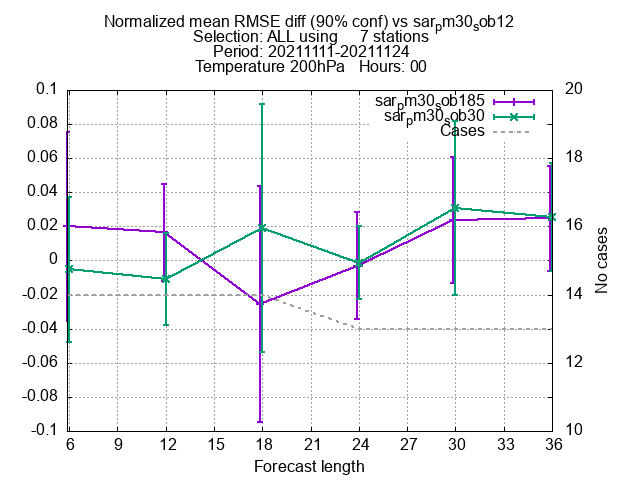 Normalized mean RMSE diff (90% conf) vs sarpm30sob12
Selection: ALL using 7 stations
Period: 20211111-20211124
Temperature 200hPa Hours: 00
sarpm30sob185
sarpm30sob30
Cases
0.1
0.08
0.06
0.04
0.02
0
-0.02
-0.04
-0.06
-0.08
-0.1
20
18
16
14
12
10
No cases
6 9 12 15 18 21 24 27 30 33 36
Forecast length